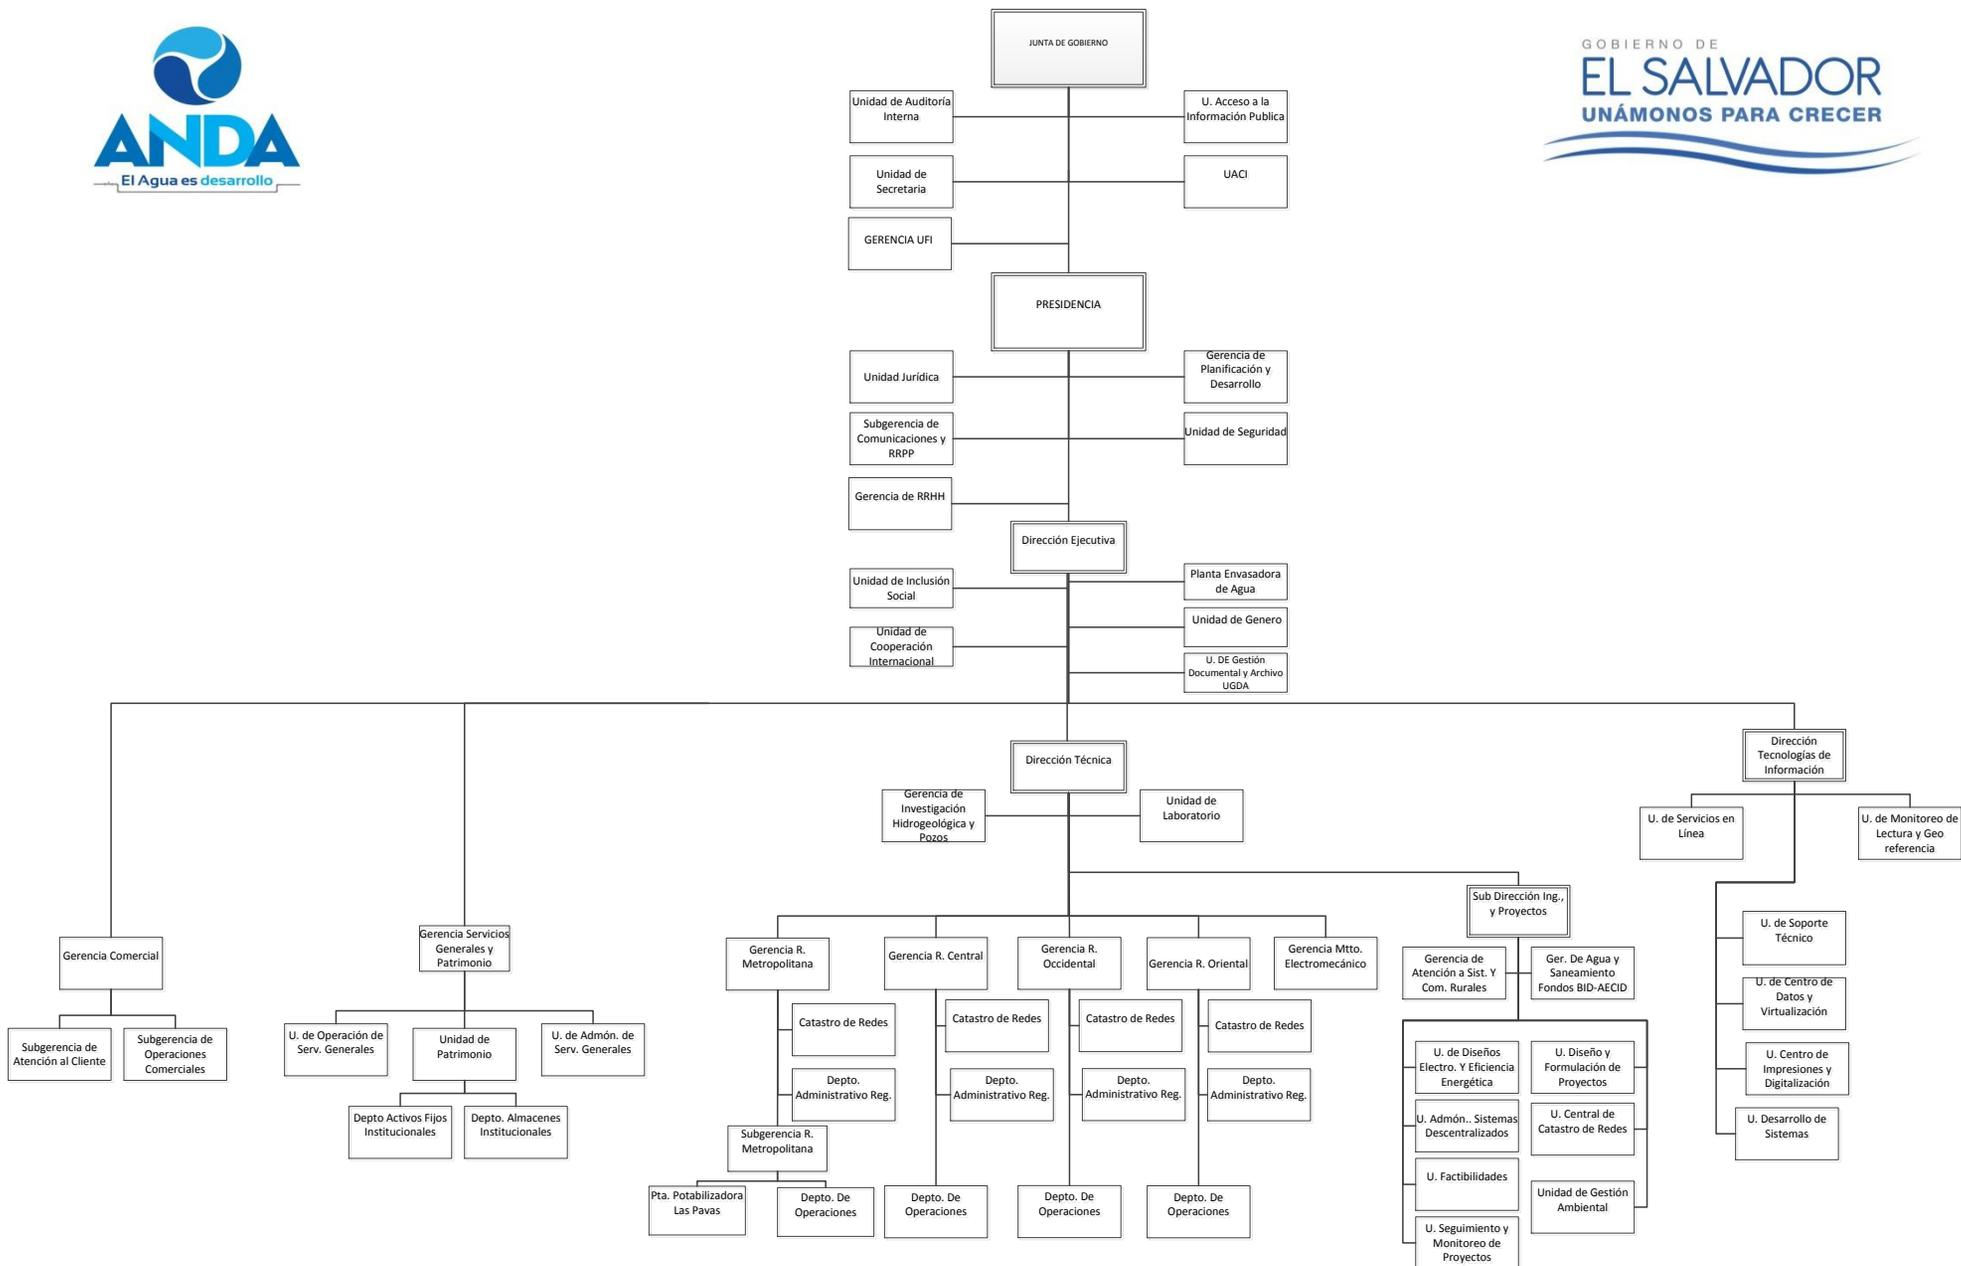 JUNTA DE GOBIERNO
ANDA
El Agua es desarrollo
GOBIERNO DE
EL SALVADOR
UNÁMONOS PARA CRECER
Unidad de Auditoría
Interna
U. Acceso a la
Información Publica
Unidad de
Secretaria
UACI
GERENCIA UFI
PRESIDENCIA
Unidad Jurídica
Gerencia de
Planificación y
Desarrollo
Subgerencia de
Comunicaciones y
RRPP
Unidad de Seguridad
Gerencia de RRHH
Dirección Ejecutiva
Unidad de Inclusión
Social
Planta Envasadora
de Agua
Unidad de Genero
Unidad de
Cooperación
Internacional
U. DE Gestión
Documental y Archivo
UGDA
Dirección Técnica
Dirección
Tecnologías de
Información
Gerencia de
Investigación
Hidrogeológica y
Pozos
Unidad de
Laboratorio
U. de Servicios en
Línea
U. de Monitoreo de
Lectura y Geo
referencia
Sub Dirección Ing.,
y Proyectos
Gerencia Comercial
Gerencia Servicios
Generales y
Patrimonio
Gerencia R.
Metropolitana
Gerencia R. Central
Gerencia R.
Occidental
Gerencia R. Oriental
Gerencia Mtto.
Electromecánico
Gerencia de
Atención a Sist. Y
Com. Rurales
Ger. De Agua y
Saneamiento
Fondos BID-AECID
U. de Soporte
Técnico
U. de Centro de
Datos y
Virtualización
U. Centro de
Impresiones y
Digitalización
U. Desarrollo de
Sistemas
Subgerencia de
Atención al Cliente
Subgerencia de
Operaciones
Comerciales
U. de Operación de
Serv. Generales
Unidad de
Patrimonio
U. de Admón. de
Serv. Generales
Depto Activos Fijos
Institucionales
Depto. Almacenes
Institucionales
Catastro de Redes
Catastro de Redes
Catastro de Redes
Catastro de Redes
Depto.
Administrativo Reg.
Depto.
Administrativo Reg.
Depto.
Administrativo Reg.
Depto.
Administrativo Reg.
Subgerencia R.
Metropolitana
Pta. Potabilizadora
Las Pavas
Depto. De
Operaciones
Depto. De
Operaciones
Depto. De
Operaciones
Depto. De
Operaciones
U. de Diseños
Electro. Y Eficiencia
Energética
U. Diseño y
Formulación de
Proyectos
U. Admón.. Sistemas
Descentralizados
U. Central de
Catastro de Redes
U. Factibilidades
Unidad de Gestión
Ambiental
U. Seguimiento y
Monitoreo de
Proyectos